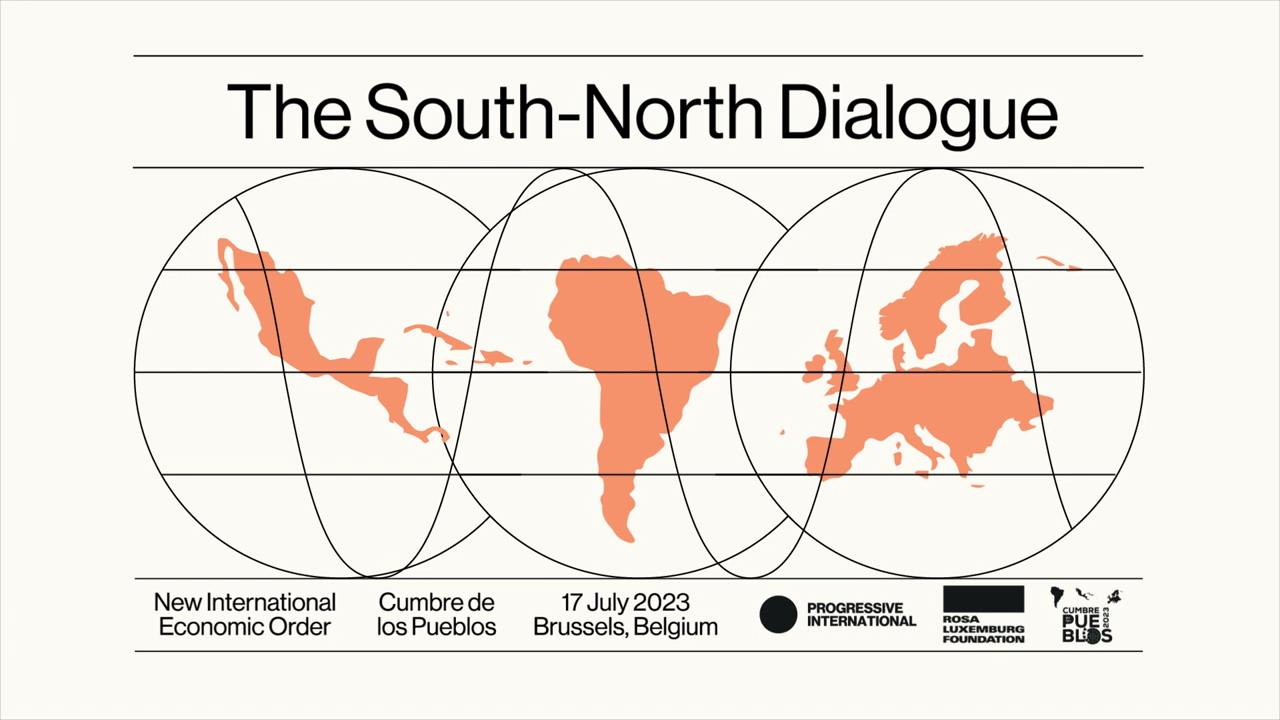 The South-North Dialogue
New International
Economic Order
Cumbre de
los Pueblos
17 July 2023
Brussels, Belgium
PROGRESSIVE
INTERNATIONAL
ROSA
LUXEMBURG
FOUNDATION
CUMBRE
PUE
BLOS
2023